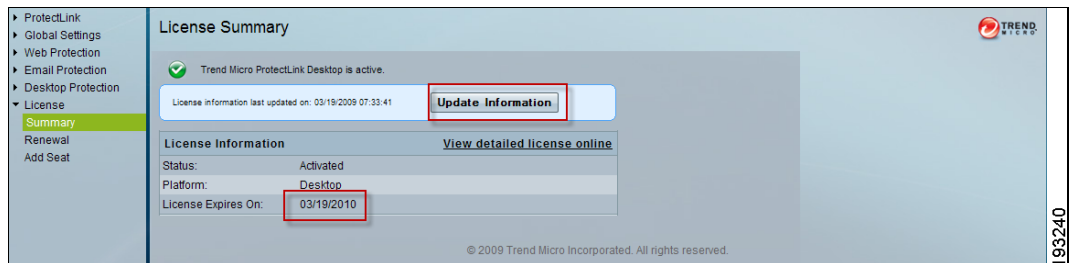 ProtectLink
Global Settings
Web Protection
Email Protection
Desktop Protection
License
Summary
Renewal
Add Seat
License Summary
TREND
MICRO
Trend Micro ProtectLink Desktop is active.
License information last updated on: 03/19/2009 07:33:41
Update Information
License Information
View detailed license online
Status: Activated
Platform: Desktop
License Expires On: 03/19/2010
© 2009 Trend Micro Incorporated. All rights reserved.
193240